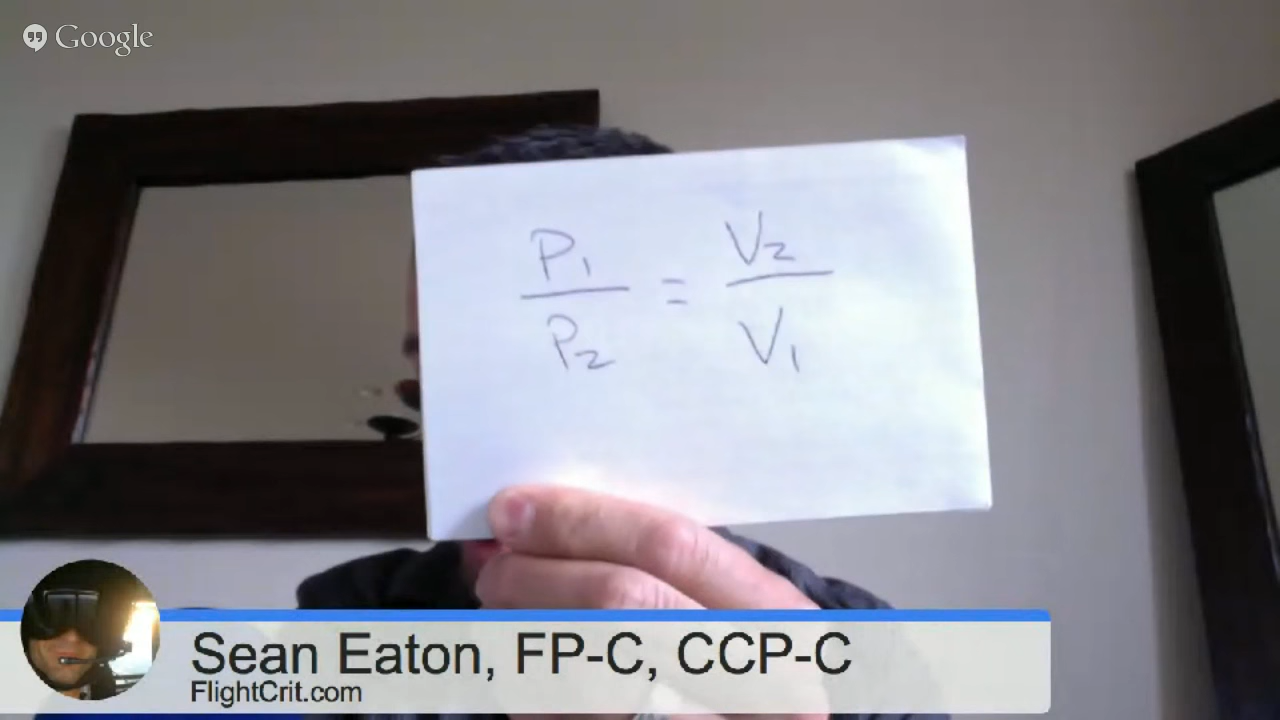 Google
P₁ / P₂ = V₂ / V₁
Sean Eaton, FP-C, CCP-C
FlightCrit.com